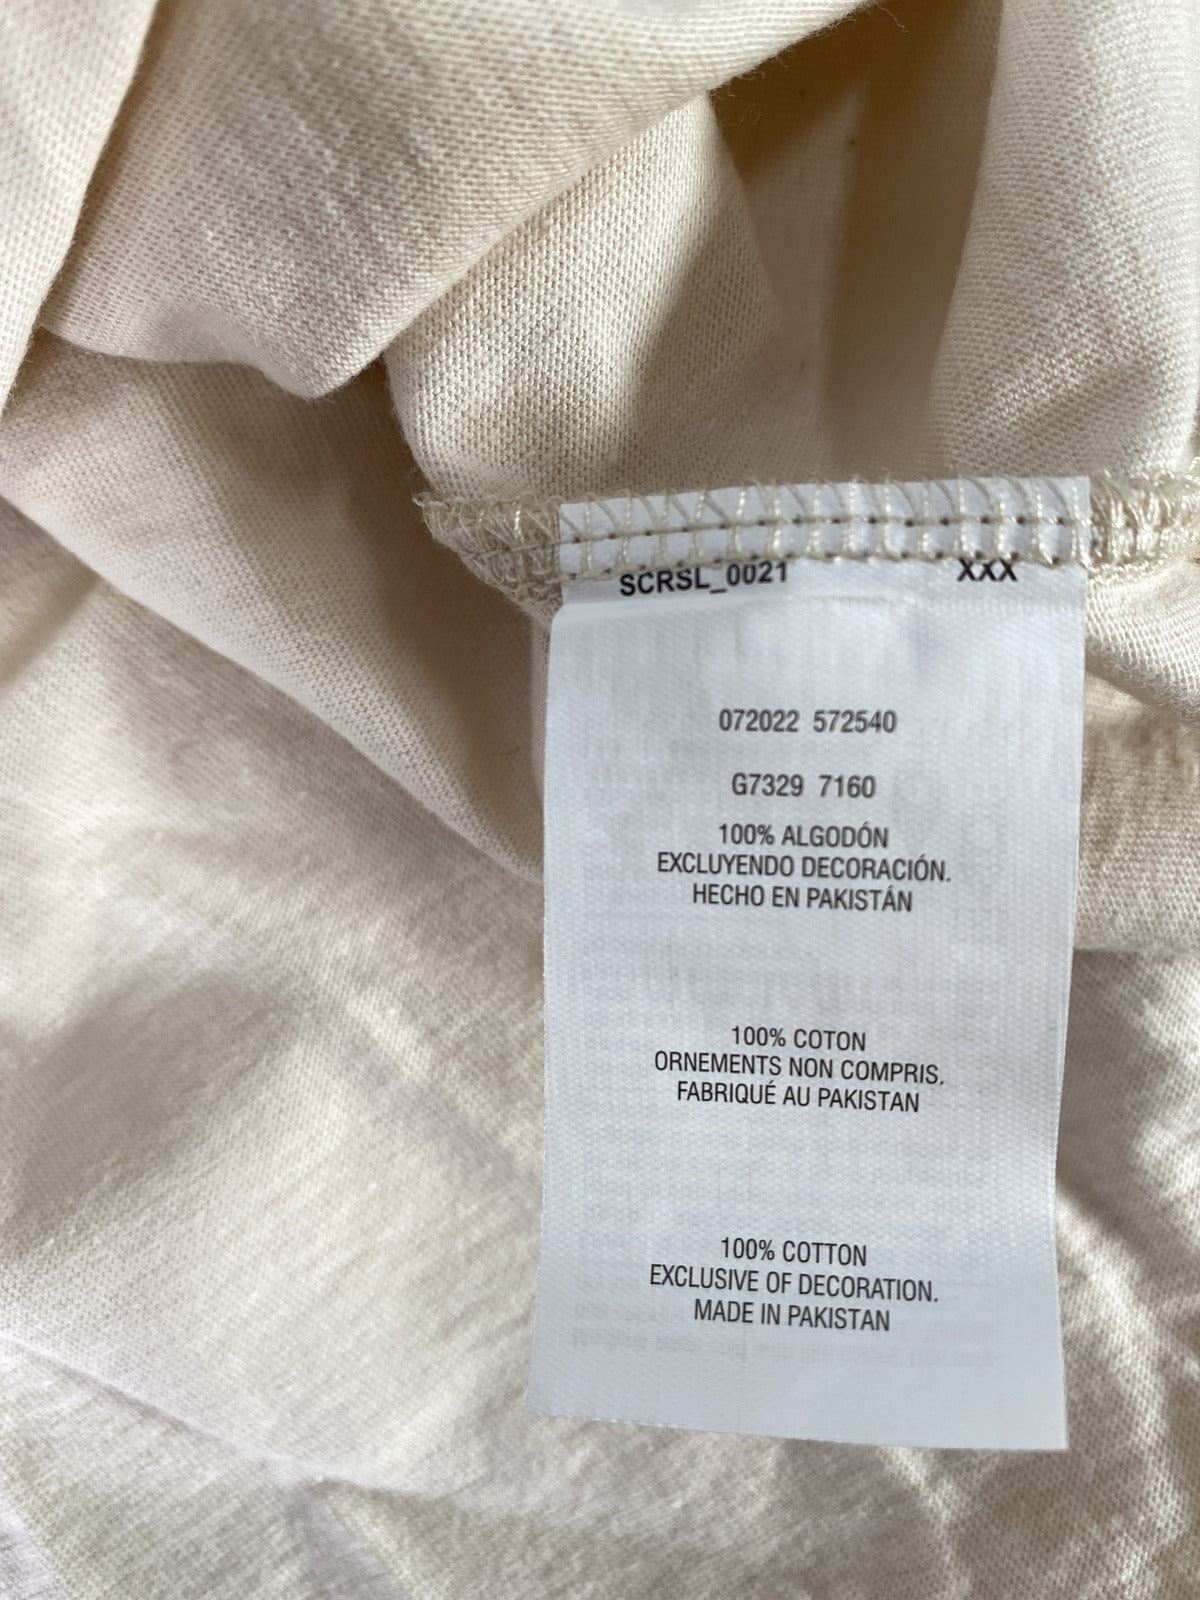 SCRSL_0021 XXX
072022 572540
G7329 7160
100% ALGODÓN
EXCLUYENDO DECORACIÓN.
HECHO EN PAKISTÁN
100% COTON
ORNEMENTS NON COMPRIS.
FABRIQUÉ AU PAKISTAN
100% COTTON
EXCLUSIVE OF DECORATION.
MADE IN PAKISTAN